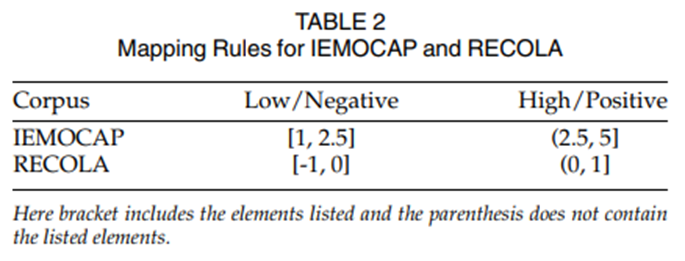 TABLE 2
Mapping Rules for IEMOCAP and RECOLA
Corpus Low/Negative High/Positive
IEMOCAP [1, 2.5] (2.5, 5]
RECOLA [-1, 0] (0, 1]
Here bracket includes the elements listed and the parenthesis does not contain
the listed elements.